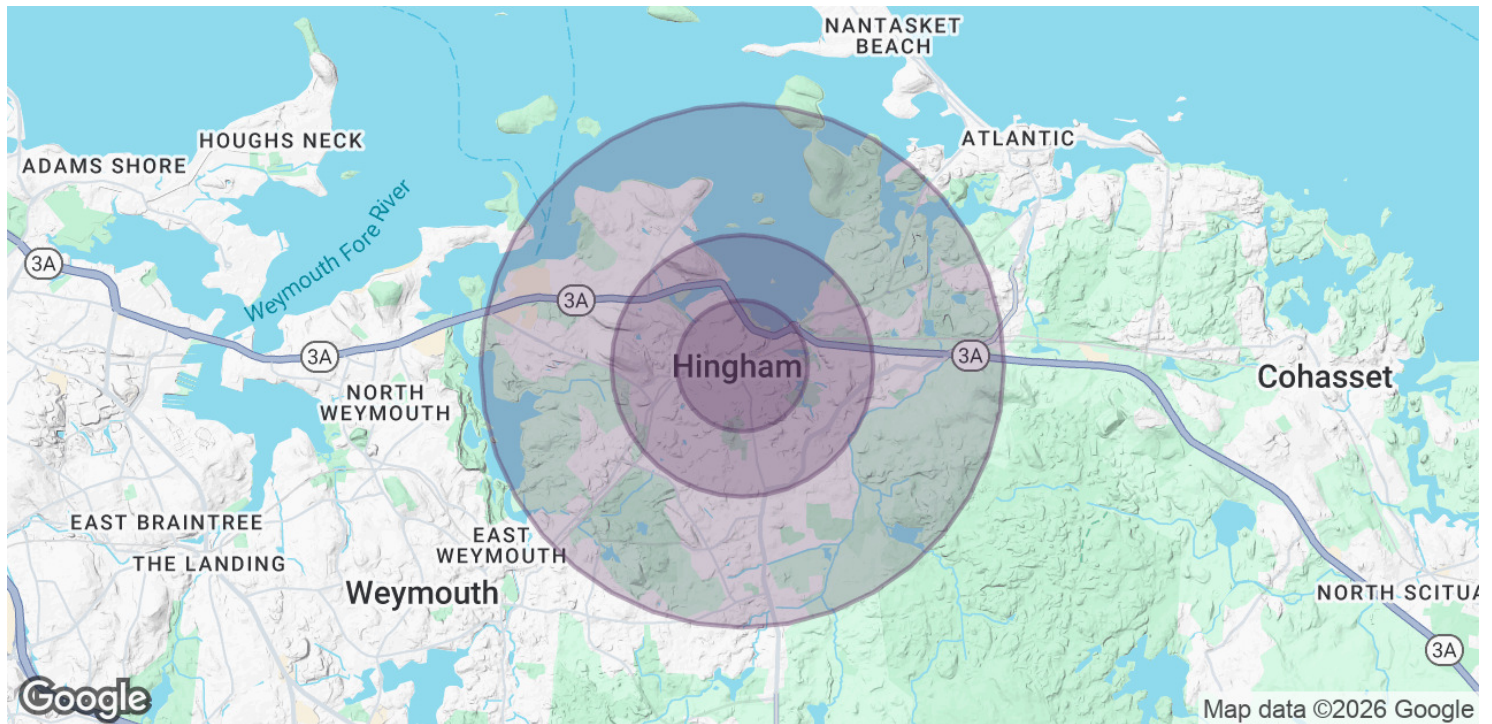 NANTASKET
BEACH
HOUGHS NECK
ATLANTIC
ADAMS SHORE
Weymouth Fore River
3A
3A
3A
3A
Hingham
Cohasset
NORTH
WEYMOUTH
EAST BRAINTREE
EAST
WEYMOUTH
THE LANDING
Weymouth
NORTH SCITUA
3A
Google
Map data ©2026 Google